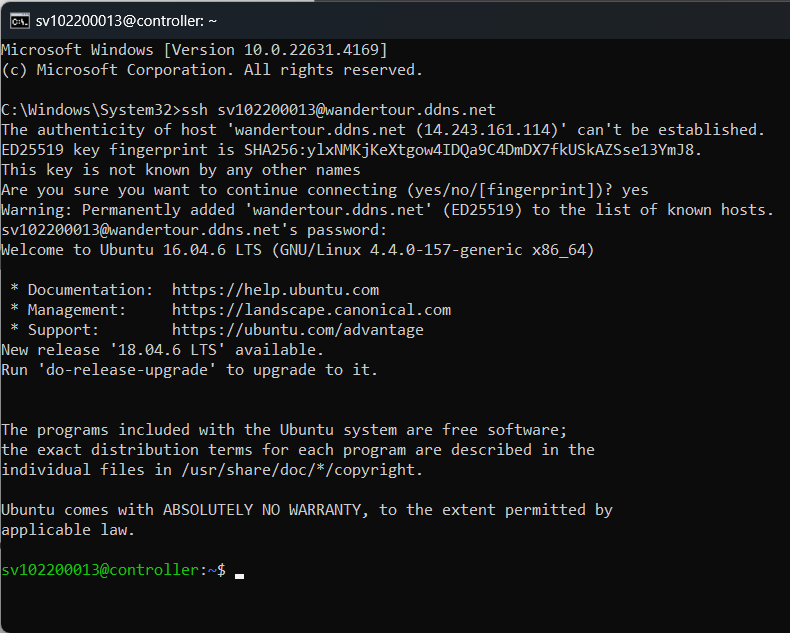 sv102200013@controller: ~
Microsoft Windows [Version 10.0.22631.4169]
(c) Microsoft Corporation. All rights reserved.
C:\Windows\System32>ssh sv102200013@wandertour.ddns.net
The authenticity of host 'wandertour.ddns.net (14.243.161.114)' can't be established.
ED25519 key fingerprint is SHA256:ylxNMKjKeXtgow4IDQa9C4DmDX7fkUSkAZSse13YmJ8.
This key is not known by any other names
Are you sure you want to continue connecting (yes/no/[fingerprint])? yes
Warning: Permanently added 'wandertour.ddns.net' (ED25519) to the list of known hosts.
sv102200013@wandertour.ddns.net's password:
Welcome to Ubuntu 16.04.6 LTS (GNU/Linux 4.4.0-157-generic x86_64)
* Documentation:  https://help.ubuntu.com
* Management:     https://landscape.canonical.com
* Support:        https://ubuntu.com/advantage
New release '18.04.6 LTS' available.
Run 'do-release-upgrade' to upgrade to it.
The programs included with the Ubuntu system are free software;
the exact distribution terms for each program are described in the
individual files in /usr/share/doc/*/copyright.
Ubuntu comes with ABSOLUTELY NO WARRANTY, to the extent permitted by
applicable law.
sv102200013@controller:~$